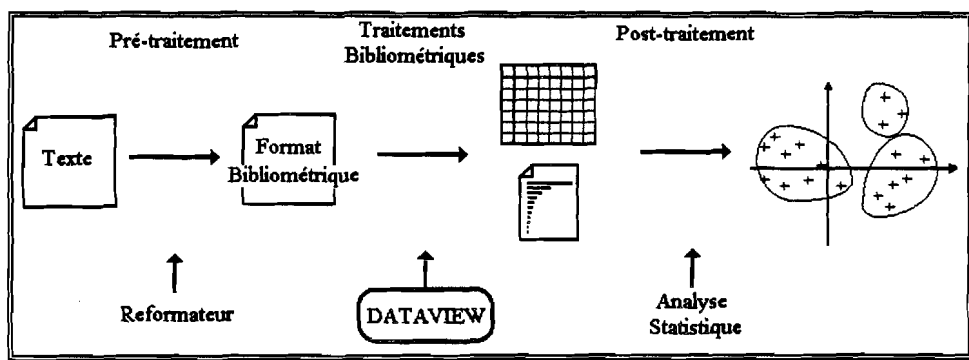 Pré-traitement
Traitements
Bibliométriques
Post-traitement
Texte
Format
Bibliométrique
Reformateur
DATAVIEW
Analyse
Statistique